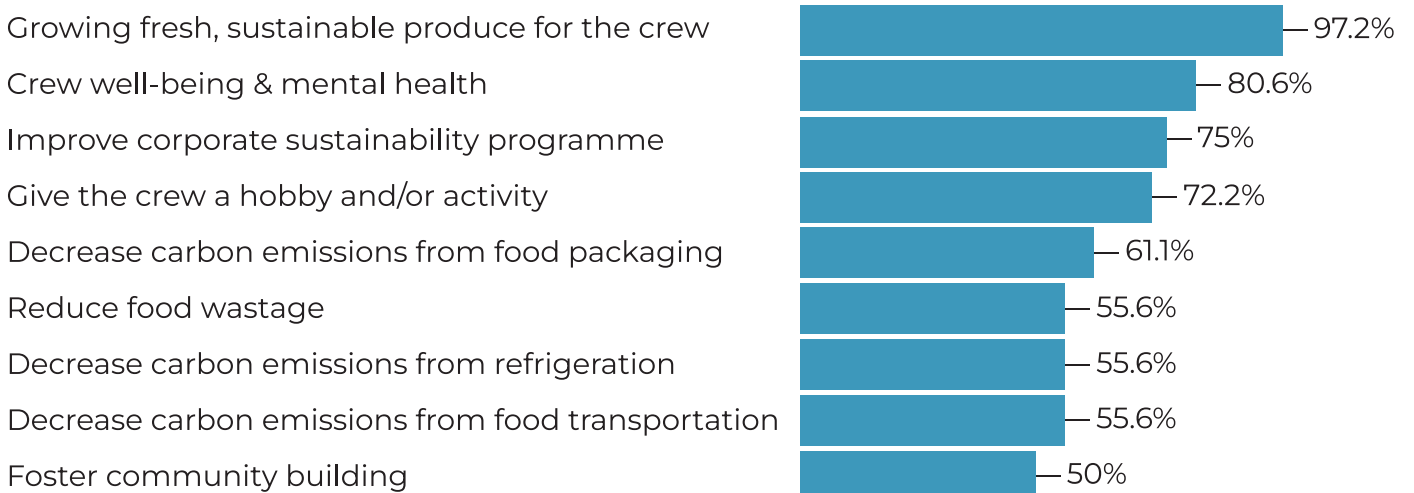 Growing fresh, sustainable produce for the crew 97.2%
Crew well-being & mental health 80.6%
Improve corporate sustainability programme 75%
Give the crew a hobby and/or activity 72.2%
Decrease carbon emissions from food packaging 61.1%
Reduce food wastage 55.6%
Decrease carbon emissions from refrigeration 55.6%
Decrease carbon emissions from food transportation 55.6%
Foster community building 50%